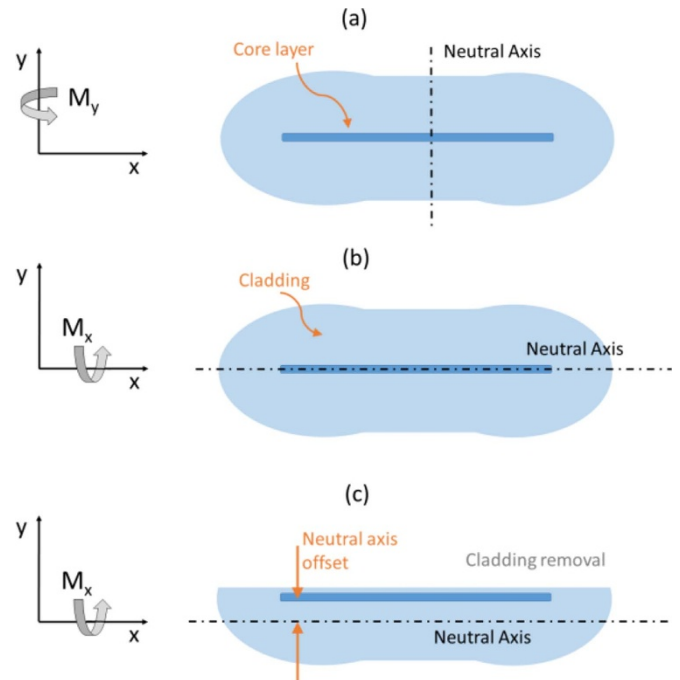 (a)
Core layer
Neutral Axis
y
My
x
(b)
Cladding
y
Mx
Neutral Axis
x
(c)
y
Neutral axis
offset
Cladding removal
Mx
Neutral Axis
x